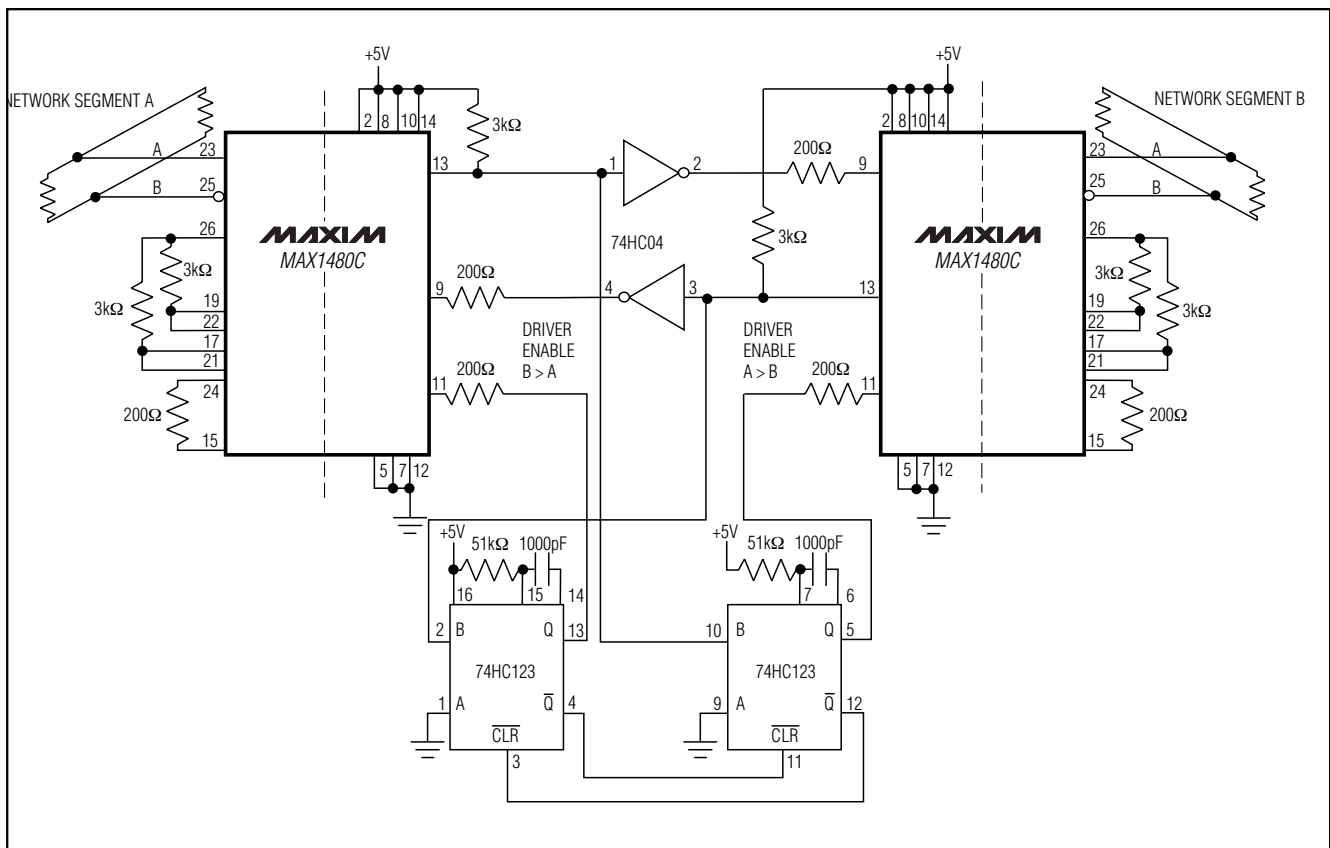 +5V
+5V
NETWORK SEGMENT A
NETWORK SEGMENT B
2 8 10 14
3kΩ
2 8 10 14
A
23
13
1
2
200Ω
9
23
A
B
25
25
B
MAXIM
MAX1480C
74HC04
3kΩ
MAXIM
MAX1480C
26
26
3kΩ
3kΩ
3kΩ
3kΩ
9
200Ω
4
3
13
19
22
17
21
19
22
17
21
DRIVER
ENABLE
B > A
DRIVER
ENABLE
A > B
11
200Ω
200Ω
11
24
200Ω
15
24
200Ω
15
5 7 12
5 7 12
+5V
51kΩ
1000pF
+5V
51kΩ
1000pF
16
15
14
7
6
2
B
Q
13
10
B
Q
5
74HC123
74HC123
1
A
Q̅
4
9
A
Q̅
12
C̅L̅R̅
C̅L̅R̅
3
11